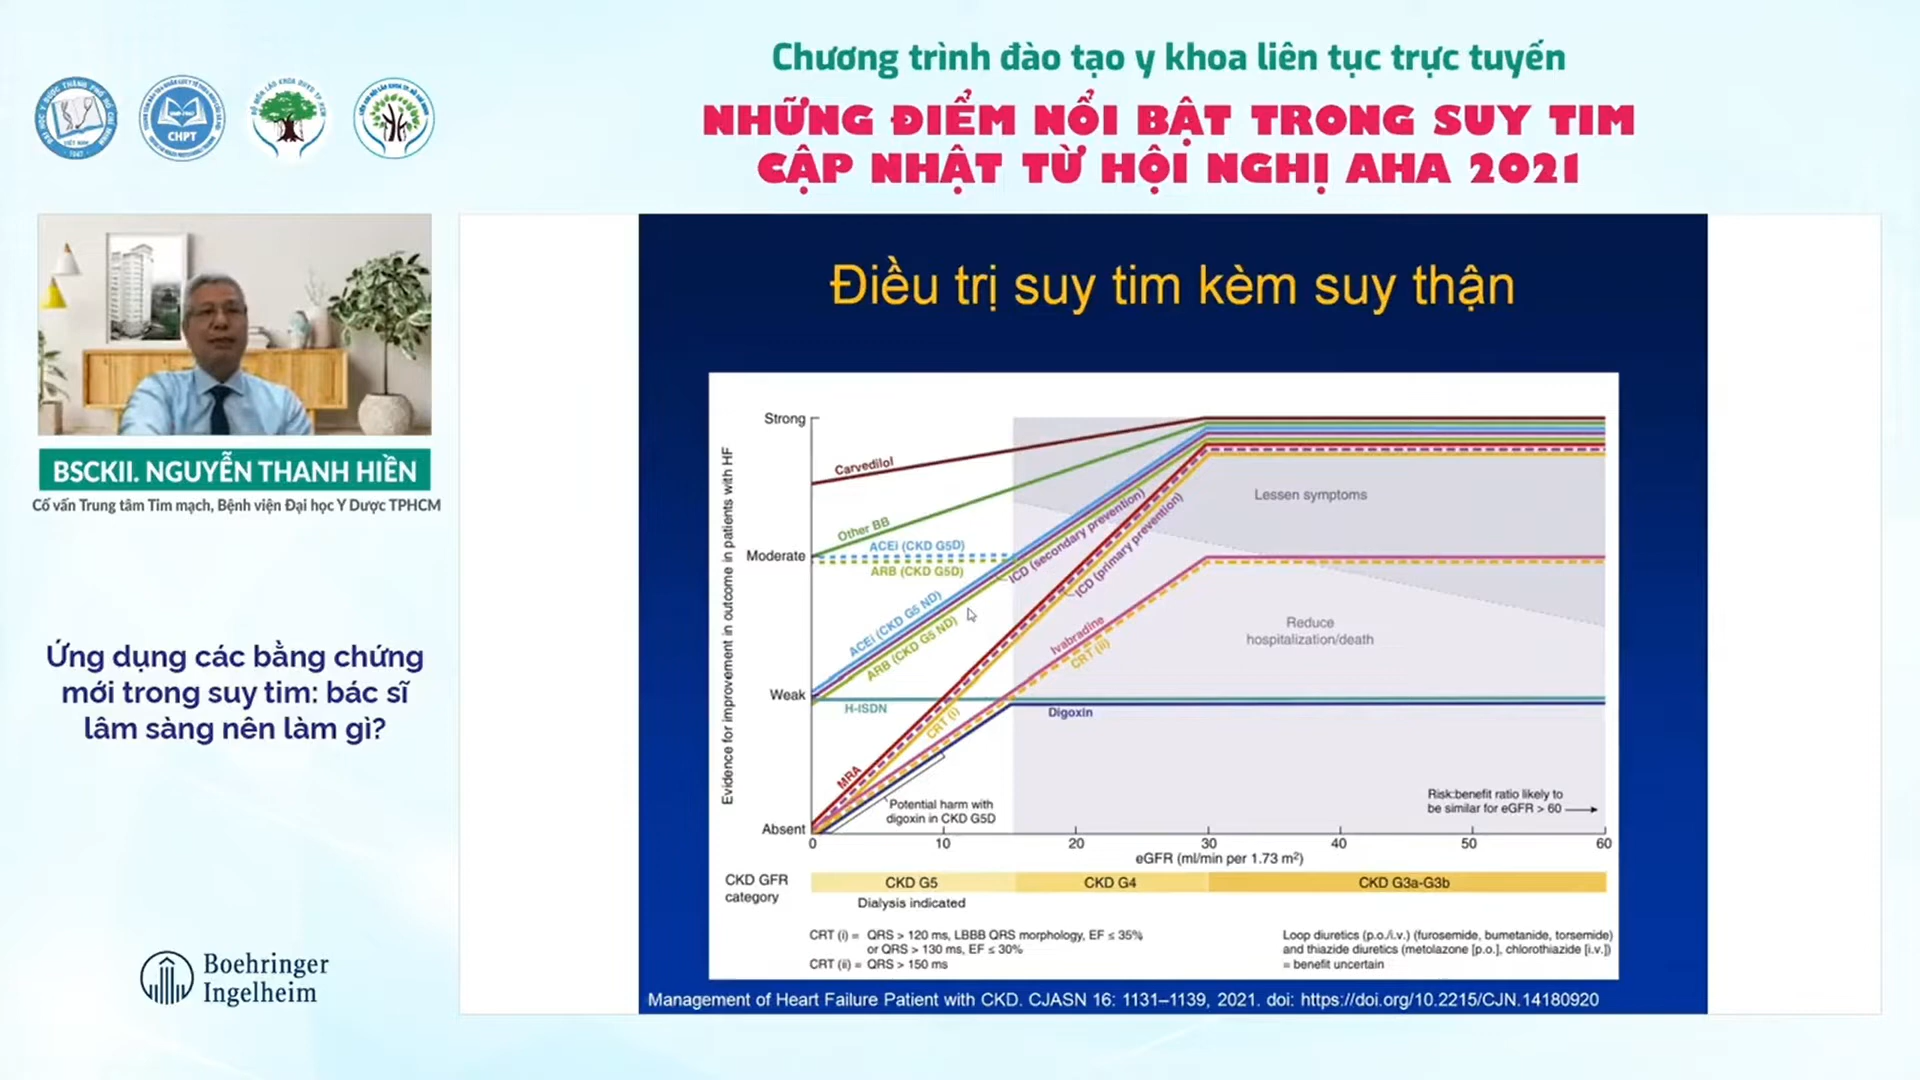 Chương trình đào tạo y khoa liên tục trực tuyến
NHỮNG ĐIỂM NỔI BẬT TRONG SUY TIM
CẬP NHẬT TỪ HỘI NGHỊ AHA 2021
CHPT
BSCKII. NGUYỄN THANH HIỀN
Cố vấn Trung tâm Tim mạch, Bệnh viện Đại học Y Dược TPHCM
Ứng dụng các bằng chứng
mới trong suy tim: bác sĩ
lâm sàng nên làm gì?
Boehringer
Ingelheim
Điều trị suy tim kèm suy thận
Evidence for improvement in outcome in patients with HF
Strong
Moderate
Weak
Absent
Carvedilol
Other BB
ACEi (CKD G5D)
ARB (CKD G5D)
ACEi (CKD G5 ND)
ARB (CKD G5 ND)
ICD (secondary prevention)
ICD (primary prevention)
Lessen symptoms
Reduce
hospitalization/death
Ivabradine
CRT (ii)
H-ISDN
Digoxin
CRT (i)
MRA
Potential harm with
digoxin in CKD G5D
Risk:benefit ratio likely to
be similar for eGFR > 60
0 10 20 30 40 50 60
eGFR (ml/min per 1.73 m²)
CKD GFR
category
CKD G5 CKD G4 CKD G3a-G3b
Dialysis indicated
CRT (i) = QRS > 120 ms, LBBB QRS morphology, EF ≤ 35%
or QRS > 130 ms, EF ≤ 30%
CRT (ii) = QRS > 150 ms
Loop diuretics (p.o./i.v.) (furosemide, bumetanide, torsemide)
and thiazide diuretics (metolazone [p.o.], chlorothiazide [i.v.])
= benefit uncertain
Management of Heart Failure Patient with CKD. CJASN 16: 1131–1139, 2021. doi: https://doi.org/10.2215/CJN.14180920